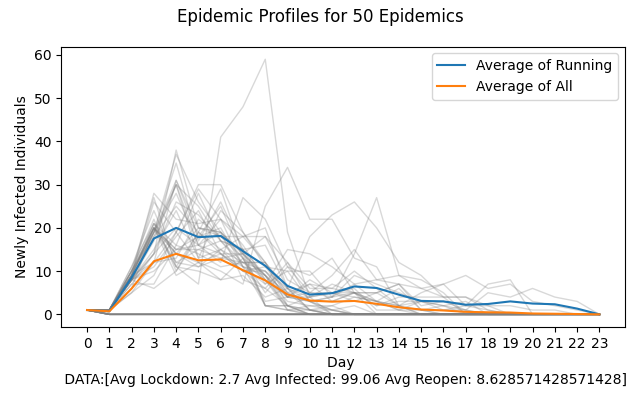 Epidemic Profiles for 50 Epidemics
60
50
40
30
20
10
0
Newly Infected Individuals
Average of Running
Average of All
0 1 2 3 4 5 6 7 8 9 10 11 12 13 14 15 16 17 18 19 20 21 22 23
Day
DATA:[Avg Lockdown: 2.7 Avg Infected: 99.06 Avg Reopen: 8.628571428571428]